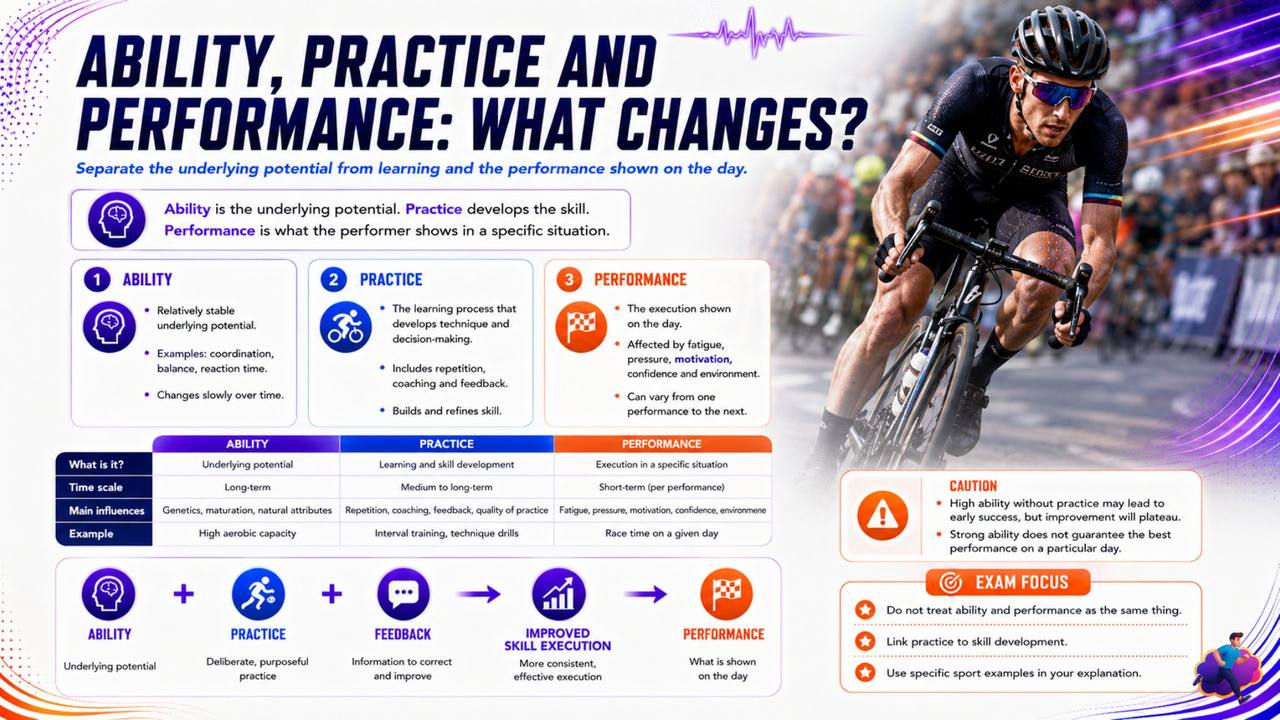 ABILITY, PRACTICE AND
PERFORMANCE: WHAT CHANGES?
Separate the underlying potential from learning and the performance shown on the day.
Ability is the underlying potential. Practice develops the skill.
Performance is what the performer shows in a specific situation.
1 ABILITY
Relatively stable
underlying potential.
Examples: coordination,
balance, reaction time.
Changes slowly over time.
2 PRACTICE
The learning process that
develops technique and
decision-making.
Includes repetition,
coaching and feedback.
Builds and refines skill.
3 PERFORMANCE
The execution shown
on the day.
Affected by fatigue,
pressure, motivation,
confidence and environment.
Can vary from one
performance to the next.
ABILITY PRACTICE PERFORMANCE
What is it? Underlying potential Learning and skill development Execution in a specific situation
Time scale Long-term Medium to long-term Short-term (per performance)
Main influences Genetics, maturation, natural attributes Repetition, coaching, feedback, quality of practice Fatigue, pressure, motivation, confidence, environmene
Example High aerobic capacity Interval training, technique drills Race time on a given day
ABILITY
Underlying potential
+
PRACTICE
Deliberate, purposeful
practice
+
FEEDBACK
Information to correct
and improve
IMPROVED
SKILL EXECUTION
More consistent,
effective execution
PERFORMANCE
What is shown
on the day
CAUTION
High ability without practice may lead to
early success, but improvement will plateau.
Strong ability does not guarantee the best
performance on a particular day.
EXAM FOCUS
Do not treat ability and performance as the same thing.
Link practice to skill development.
Use specific sport examples in your explanation.